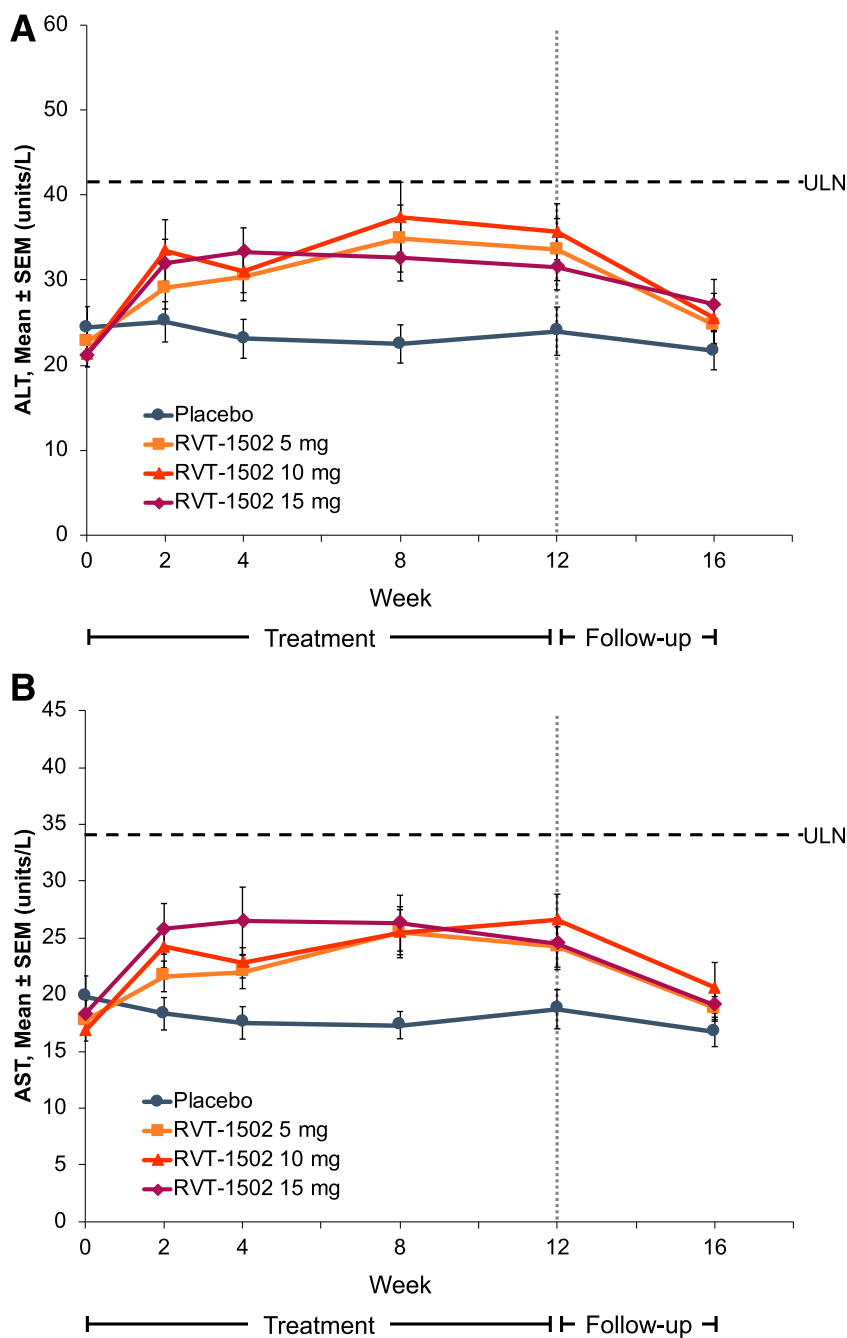 A
ALT, Mean ± SEM (units/L)
60
50
40
30
20
10
0
ULN
Placebo
RVT-1502 5 mg
RVT-1502 10 mg
RVT-1502 15 mg
0 2 4 8 12 16
Week
Treatment Follow-up
B
AST, Mean ± SEM (units/L)
45
40
35
30
25
20
15
10
5
0
ULN
Placebo
RVT-1502 5 mg
RVT-1502 10 mg
RVT-1502 15 mg
0 2 4 8 12 16
Week
Treatment Follow-up